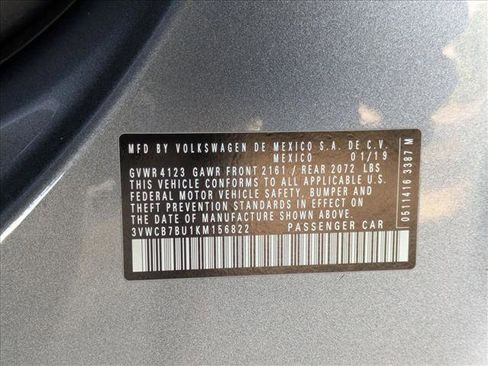 MFD BY VOLKSWAGEN DE MEXICO S.A. DE C.V.
MEXICO 01/19
GVWR 4123 GAWR FRONT 2161 / REAR 2072 LBS
THIS VEHICLE CONFORMS TO ALL APPLICABLE U.S.
FEDERAL MOTOR VEHICLE SAFETY, BUMPER AND
THEFT PREVENTION STANDARDS IN EFFECT ON THE
DATE OF MANUFACTURE SHOWN ABOVE.
3VWCB7BU1KM156822 PASSENGER CAR
0511416 3387 M